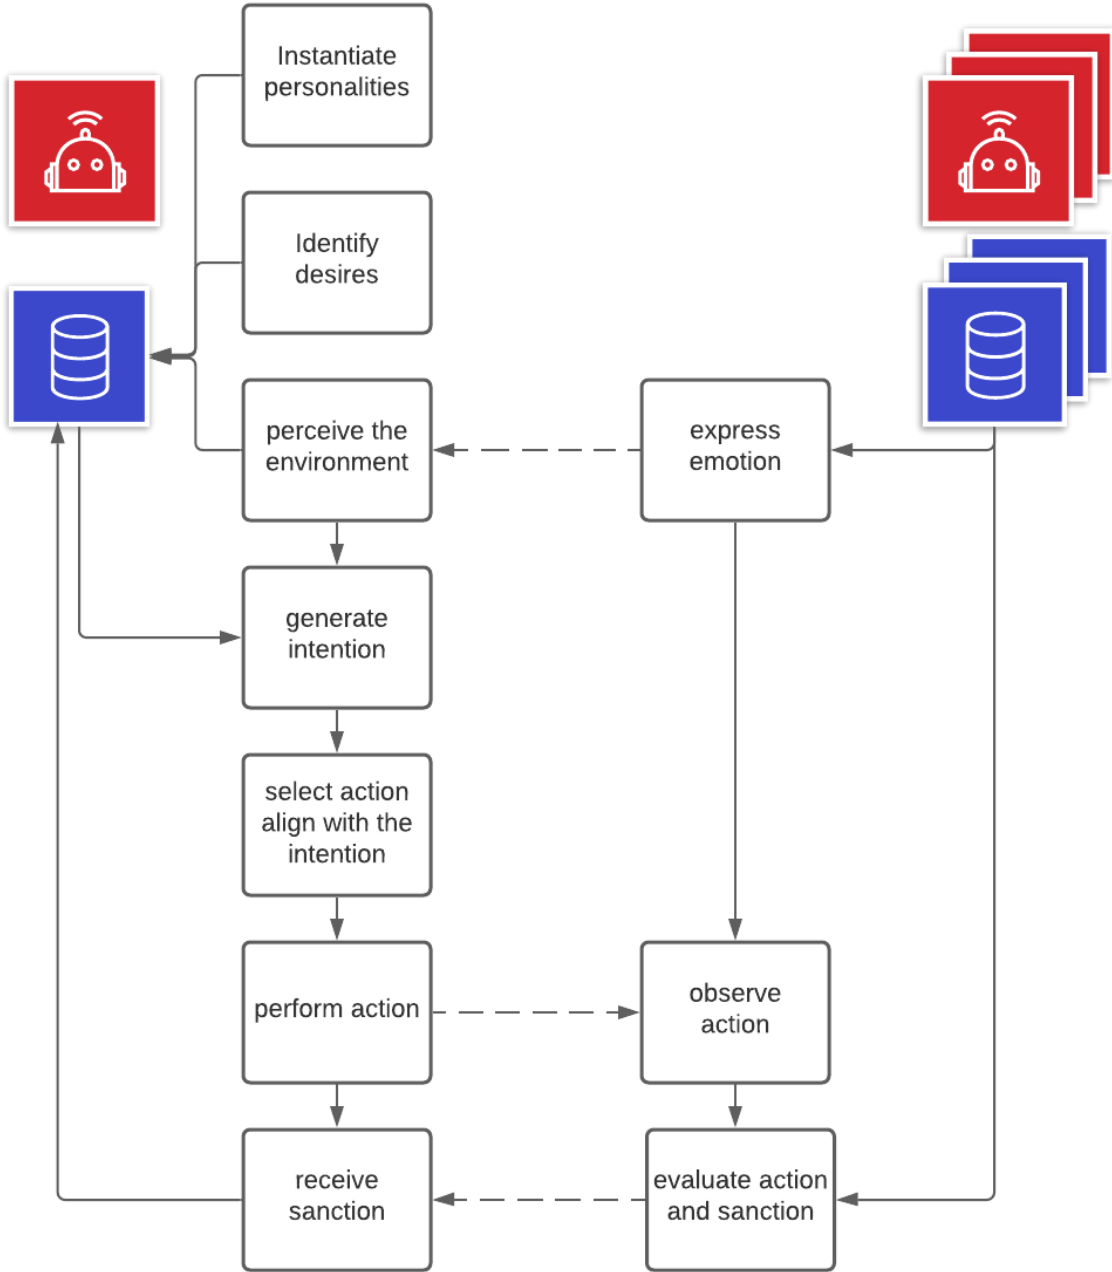 Instantiate
personalities
Identify
desires
perceive the
environment
express
emotion
generate
intention
select action
align with the
intention
perform action
observe
action
receive
sanction
evaluate action
and sanction